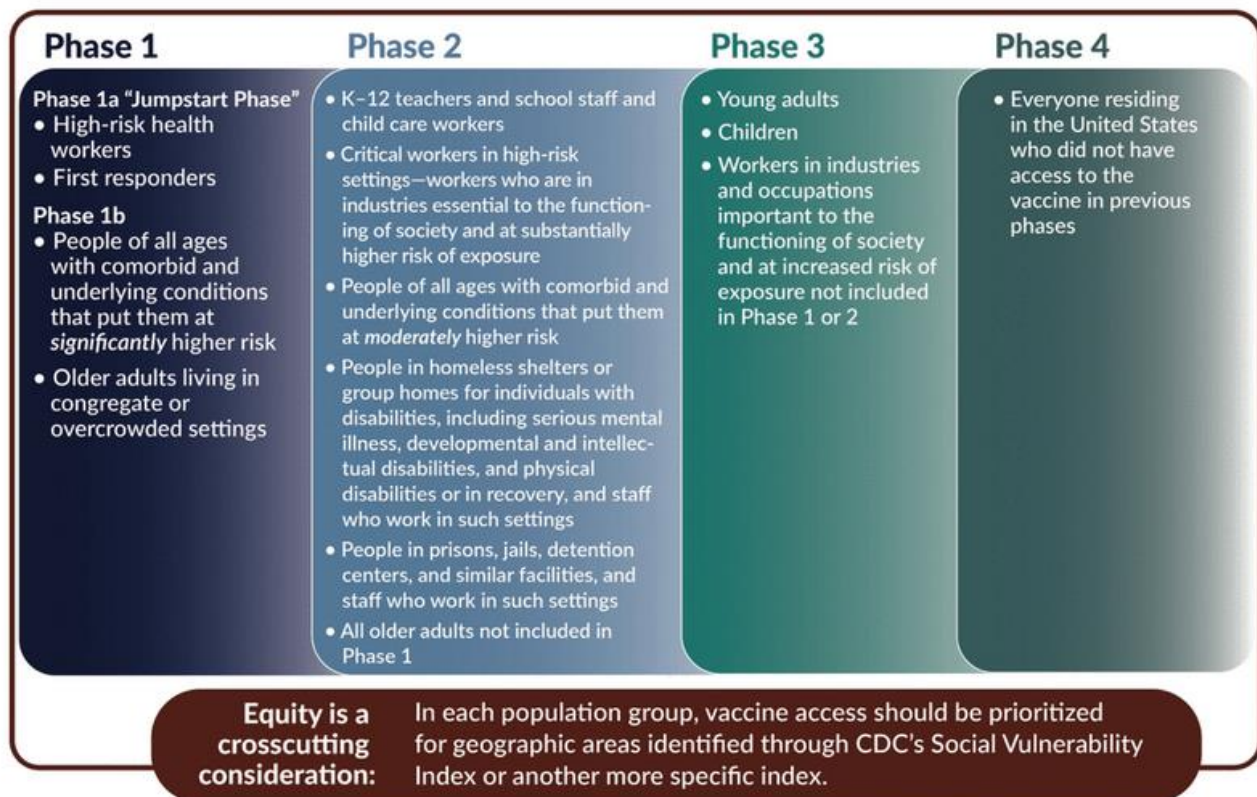 Phase 1
Phase 1a “Jumpstart Phase”
• High-risk health
workers
• First responders
Phase 1b
• People of all ages
with comorbid and
underlying conditions
that put them at
significantly higher risk
• Older adults living in
congregate or
overcrowded settings
Phase 2
• K–12 teachers and school staff and
child care workers
• Critical workers in high-risk
settings—workers who are in
industries essential to the function-
ing of society and at substantially
higher risk of exposure
• People of all ages with comorbid and
underlying conditions that put them
at moderately higher risk
• People in homeless shelters or
group homes for individuals with
disabilities, including serious mental
illness, developmental and intellec-
tual disabilities, and physical
disabilities or in recovery, and staff
who work in such settings
• People in prisons, jails, detention
centers, and similar facilities, and
staff who work in such settings
• All older adults not included in
Phase 1
Phase 3
• Young adults
• Children
• Workers in industries
and occupations
important to the
functioning of society
and at increased risk of
exposure not included
in Phase 1 or 2
Phase 4
• Everyone residing
in the United States
who did not have
access to the
vaccine in previous
phases
Equity is a
crosscutting
consideration:
In each population group, vaccine access should be prioritized
for geographic areas identified through CDC’s Social Vulnerability
Index or another more specific index.